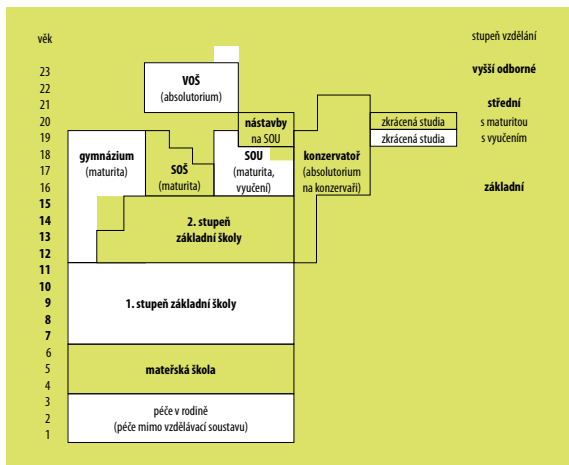 věk
stupeň vzdělání
23
22
21
20
19
18
17
16
15
14
13
12
11
10
9
8
7
6
5
4
3
2
1
VOŠ
(absolutorium)
nástavby
na SOU
gymnázium
(maturita)
SOŠ
(maturita)
SOU
(maturita,
vyučení)
konzervatoř
(absolutorium
na konzervaři)
zkrácená studia
zkrácená studia
vyšší odborné
střední
s maturitou
s vyučením
základní
2. stupeň
základní školy
1. stupeň základní školy
mateřská škola
péče v rodině
(péče mimo vzdělávací soustavu)